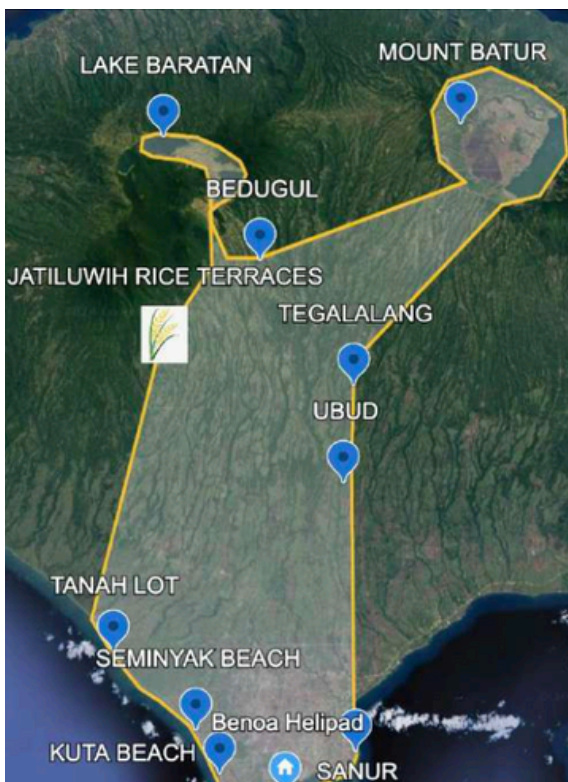 LAKE BARATAN
MOUNT BATUR
BEDUGUL
JATILUWIH RICE TERRACES
TEGALALANG
UBUD
TANAH LOT
SEMINYAK BEACH
Benoa Helipad
KUTA BEACH
SANUR